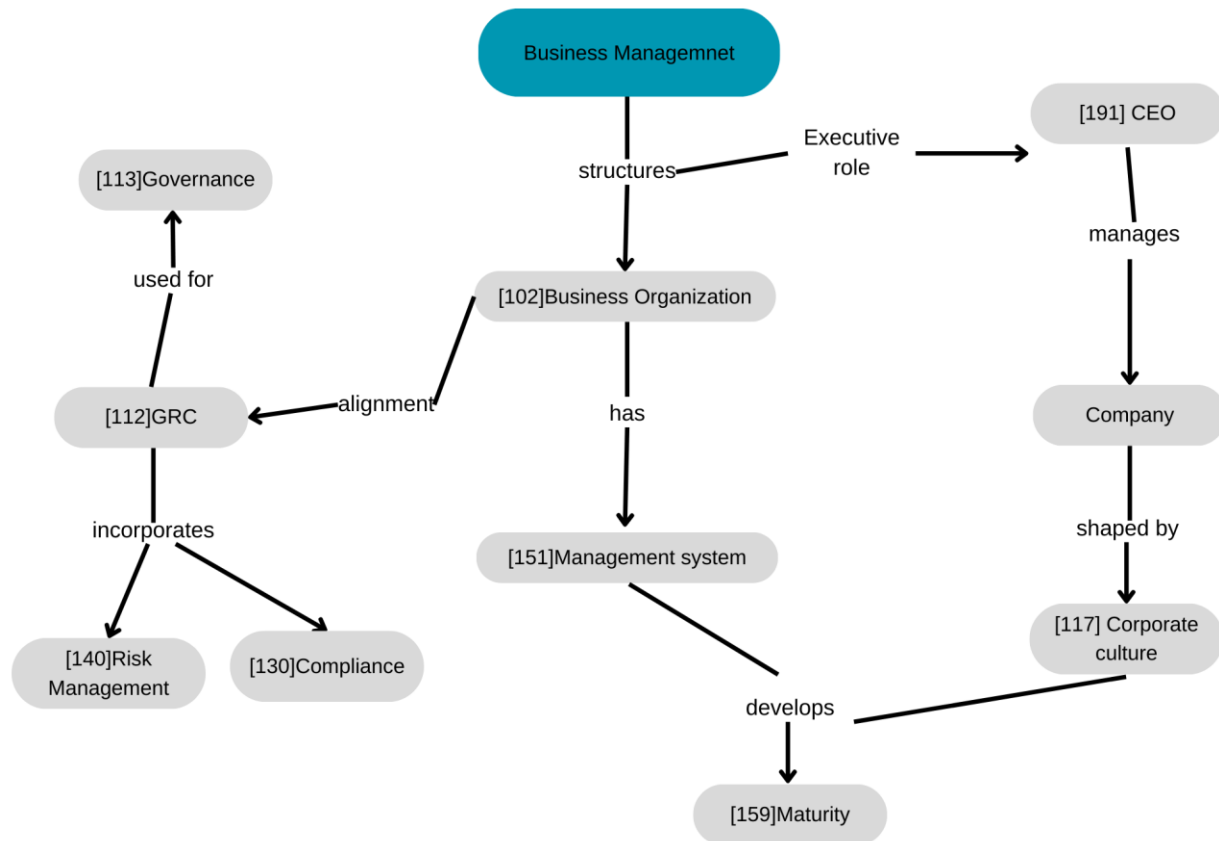 Business Managemnet
[191] CEO
Executive
role
structures
[113]Governance
manages
used for
[102]Business Organization
alignment
[112]GRC
has
Company
incorporates
shaped by
[151]Management system
[140]Risk
Management
[130]Compliance
[117] Corporate
culture
develops
[159]Maturity